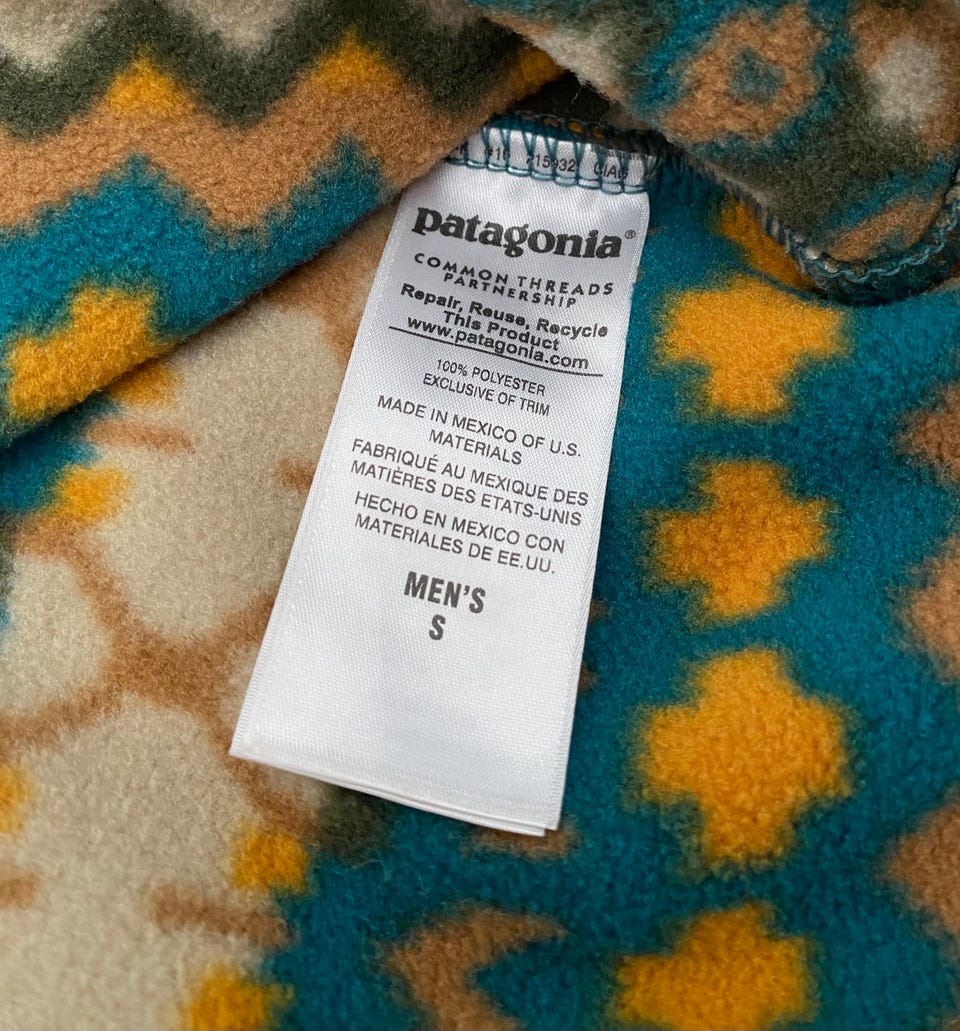 patagonia®
COMMON THREADS
PARTNERSHIP
Repair, Reuse, Recycle
This Product
www.patagonia.com
100% POLYESTER
EXCLUSIVE OF TRIM
MADE IN MEXICO OF U.S.
MATERIALS
FABRIQUÉ AU MEXIQUE DES
MATIÈRES DES ETATS-UNIS
HECHO EN MEXICO CON
MATERIALES DE EE.UU.
MEN'S
S